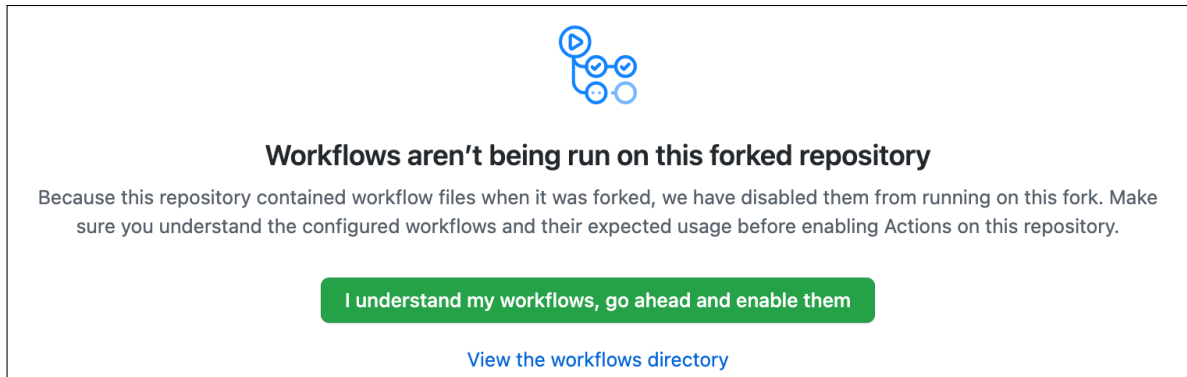 Workflows aren’t being run on this forked repository
Because this repository contained workflow files when it was forked, we have disabled them from running on this fork. Make
sure you understand the configured workflows and their expected usage before enabling Actions on this repository.
I understand my workflows, go ahead and enable them
View the workflows directory